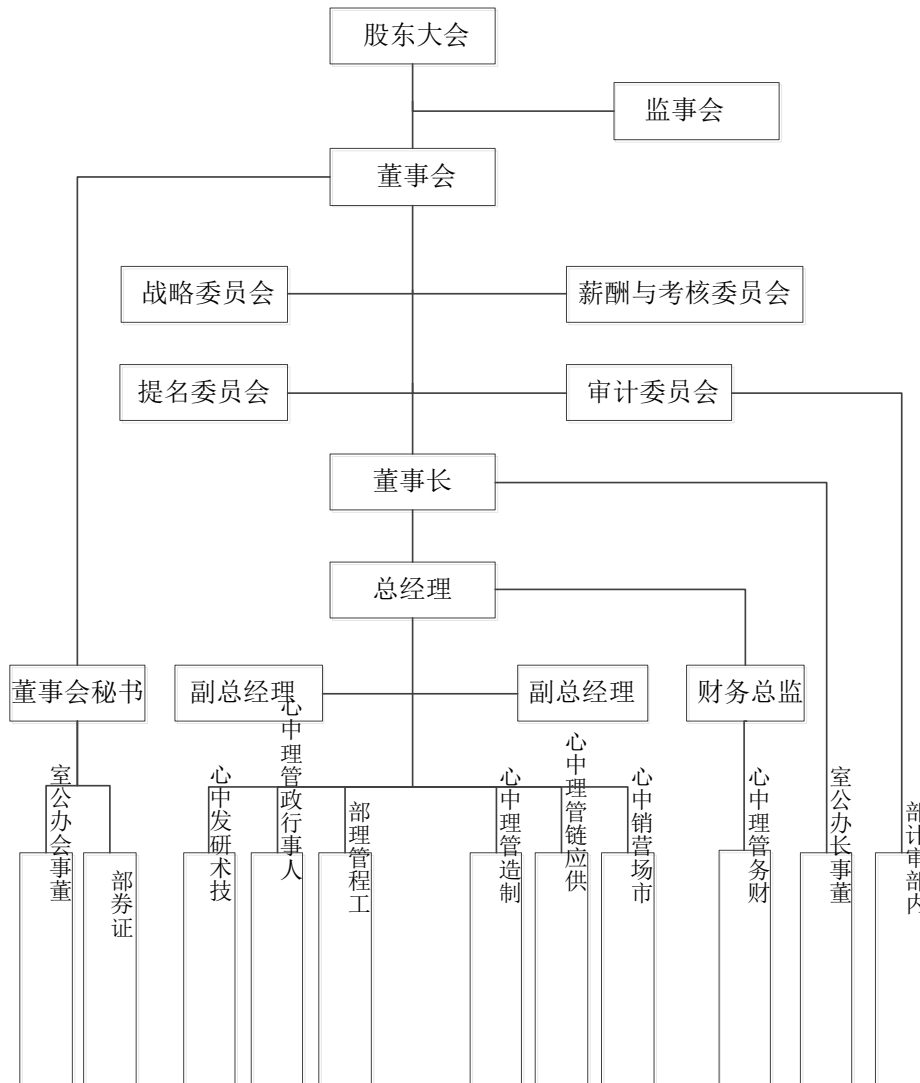 股东大会
监事会
董事会
战略委员会
薪酬与考核委员会
提名委员会
审计委员会
董事长
总经理
董事会秘书
副总经理
副总经理
财务总监
室公办会事董
部券证
心中发研术技
心中理管政行事人
部理管程工
心中理管造制
心中理管链应供
心中销营场市
心中理管务财
室公办长事董
部计审部内